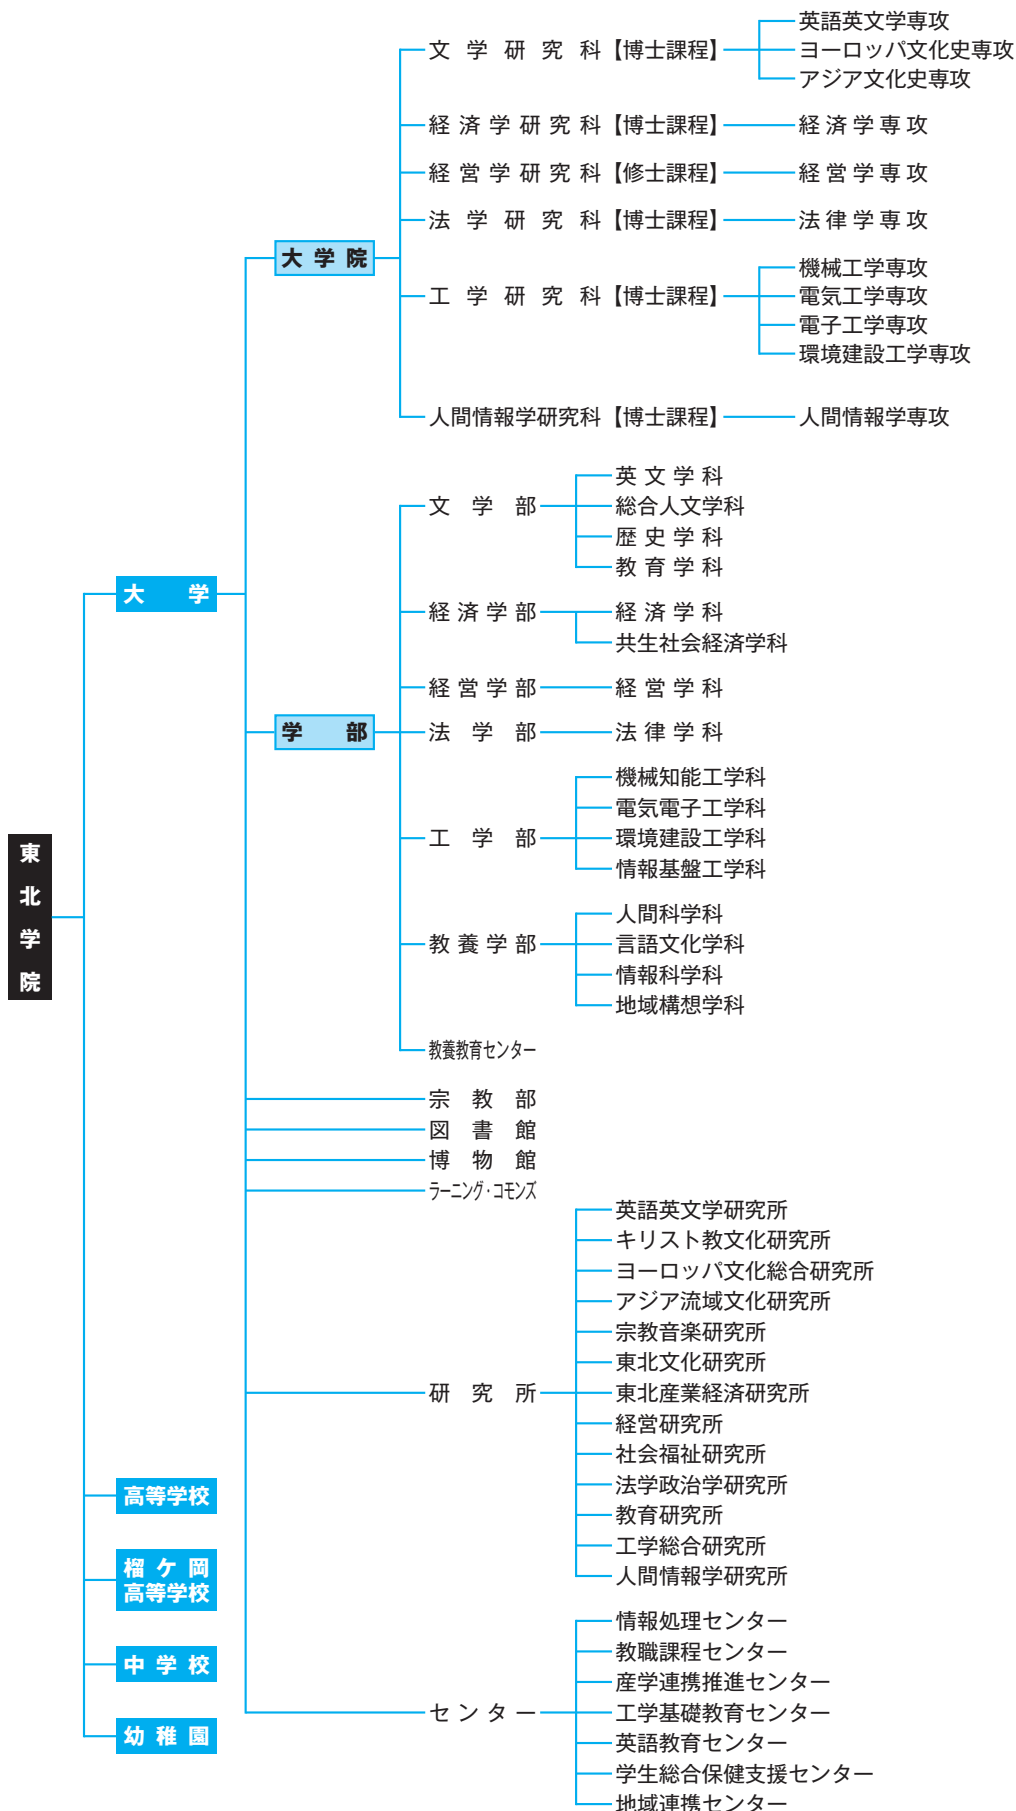 東北学院
大学
大学院
文学研究科【博士課程】
英語英文学専攻
ヨーロッパ文化史専攻
アジア文化史専攻
経済学研究科【博士課程】
経済学専攻
経営学研究科【修士課程】
経営学専攻
法学研究科【博士課程】
法律学専攻
工学研究科【博士課程】
機械工学専攻
電気工学専攻
電子工学専攻
環境建設工学専攻
人間情報学研究科【博士課程】
人間情報学専攻
学部
文学部
英文学科
総合人文学科
歴史学科
教育学科
経済学部
経済学科
共生社会経済学科
経営学部
経営学科
法学部
法律学科
工学部
機械知能工学科
電気電子工学科
環境建設工学科
情報基盤工学科
教養学部
人間科学科
言語文化学科
情報科学科
地域構想学科
教養教育センター
宗教部
図書館
博物館
ラーニング・コモンズ
研究所
英語英文学研究所
キリスト教文化研究所
ヨーロッパ文化総合研究所
アジア流域文化研究所
宗教音楽研究所
東北文化研究所
東北産業経済研究所
経営研究所
社会福祉研究所
法学政治学研究所
教育研究所
工学総合研究所
人間情報学研究所
センター
情報処理センター
教職課程センター
産学連携推進センター
工学基礎教育センター
英語教育センター
学生総合保健支援センター
地域連携センター
高等学校
榴ケ岡
高等学校
中学校
幼稚園